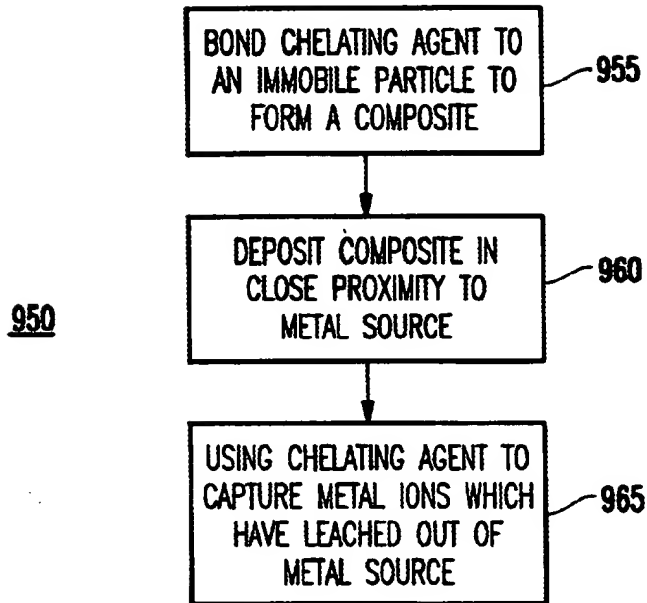 BOND CHELATING AGENT TO
AN IMMOBILE PARTICLE TO
FORM A COMPOSITE
955
DEPOSIT COMPOSITE IN
CLOSE PROXIMITY TO
METAL SOURCE
960
950
USING CHELATING AGENT TO
CAPTURE METAL IONS WHICH
HAVE LEACHED OUT OF
METAL SOURCE
965